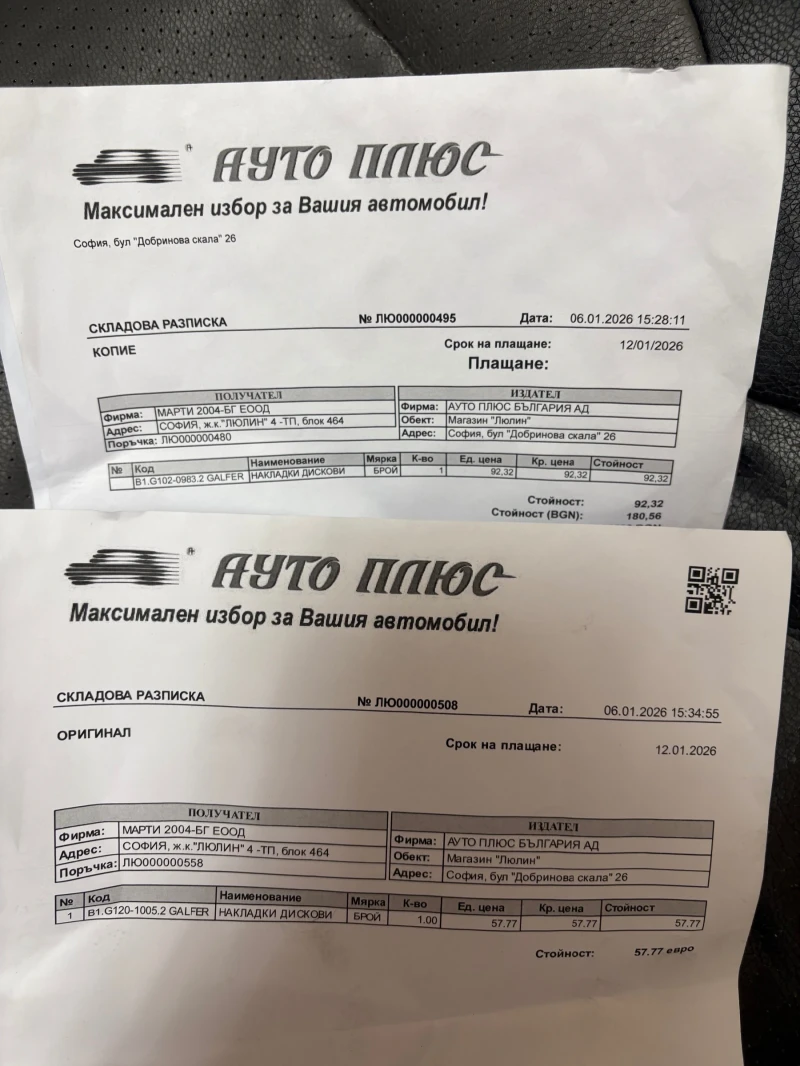 АУТО ПЛЮС
Максимален избор за Вашия автомобил!
София, бул "Добринова скала" 26
СКЛАДОВА РАЗПИСКА № ЛЮ000000495 Дата: 06.01.2026 15:28:11
КОПИЕ Срок на плащане: 12/01/2026
Плащане:
ПОЛУЧАТЕЛ ИЗДАТЕЛ
Фирма: МАРТИ 2004-БГ ЕООД Фирма: АУТО ПЛЮС БЪЛГАРИЯ АД
Адрес: СОФИЯ, ж.к."ЛЮЛИН" 4 -ТП, блок 464 Обект: Магазин "Люлин"
Поръчка: ЛЮ000000480 Адрес: София, бул "Добринова скала" 26
№ Код Наименование Мярка К-во Ед. цена Кр. цена Стойност
B1.G102-0983.2 GALFER НАКЛАДКИ ДИСКОВИ БРОЙ 1 92,32 92,32 92,32
Стойност: 92,32
Стойност (BGN): 180,56
АУТО ПЛЮС
Максимален избор за Вашия автомобил!
СКЛАДОВА РАЗПИСКА № ЛЮ000000508 Дата: 06.01.2026 15:34:55
ОРИГИНАЛ Срок на плащане: 12.01.2026
ПОЛУЧАТЕЛ ИЗДАТЕЛ
Фирма: МАРТИ 2004-БГ ЕООД Фирма: АУТО ПЛЮС БЪЛГАРИЯ АД
Адрес: СОФИЯ, ж.к."ЛЮЛИН" 4 -ТП, блок 464 Обект: Магазин "Люлин"
Поръчка: ЛЮ000000558 Адрес: София, бул "Добринова скала" 26
№ Код Наименование Мярка К-во Ед. цена Кр. цена Стойност
1 B1.G120-1005.2 GALFER НАКЛАДКИ ДИСКОВИ БРОЙ 1.00 57.77 57.77 57.77
Стойност: 57.77 евро